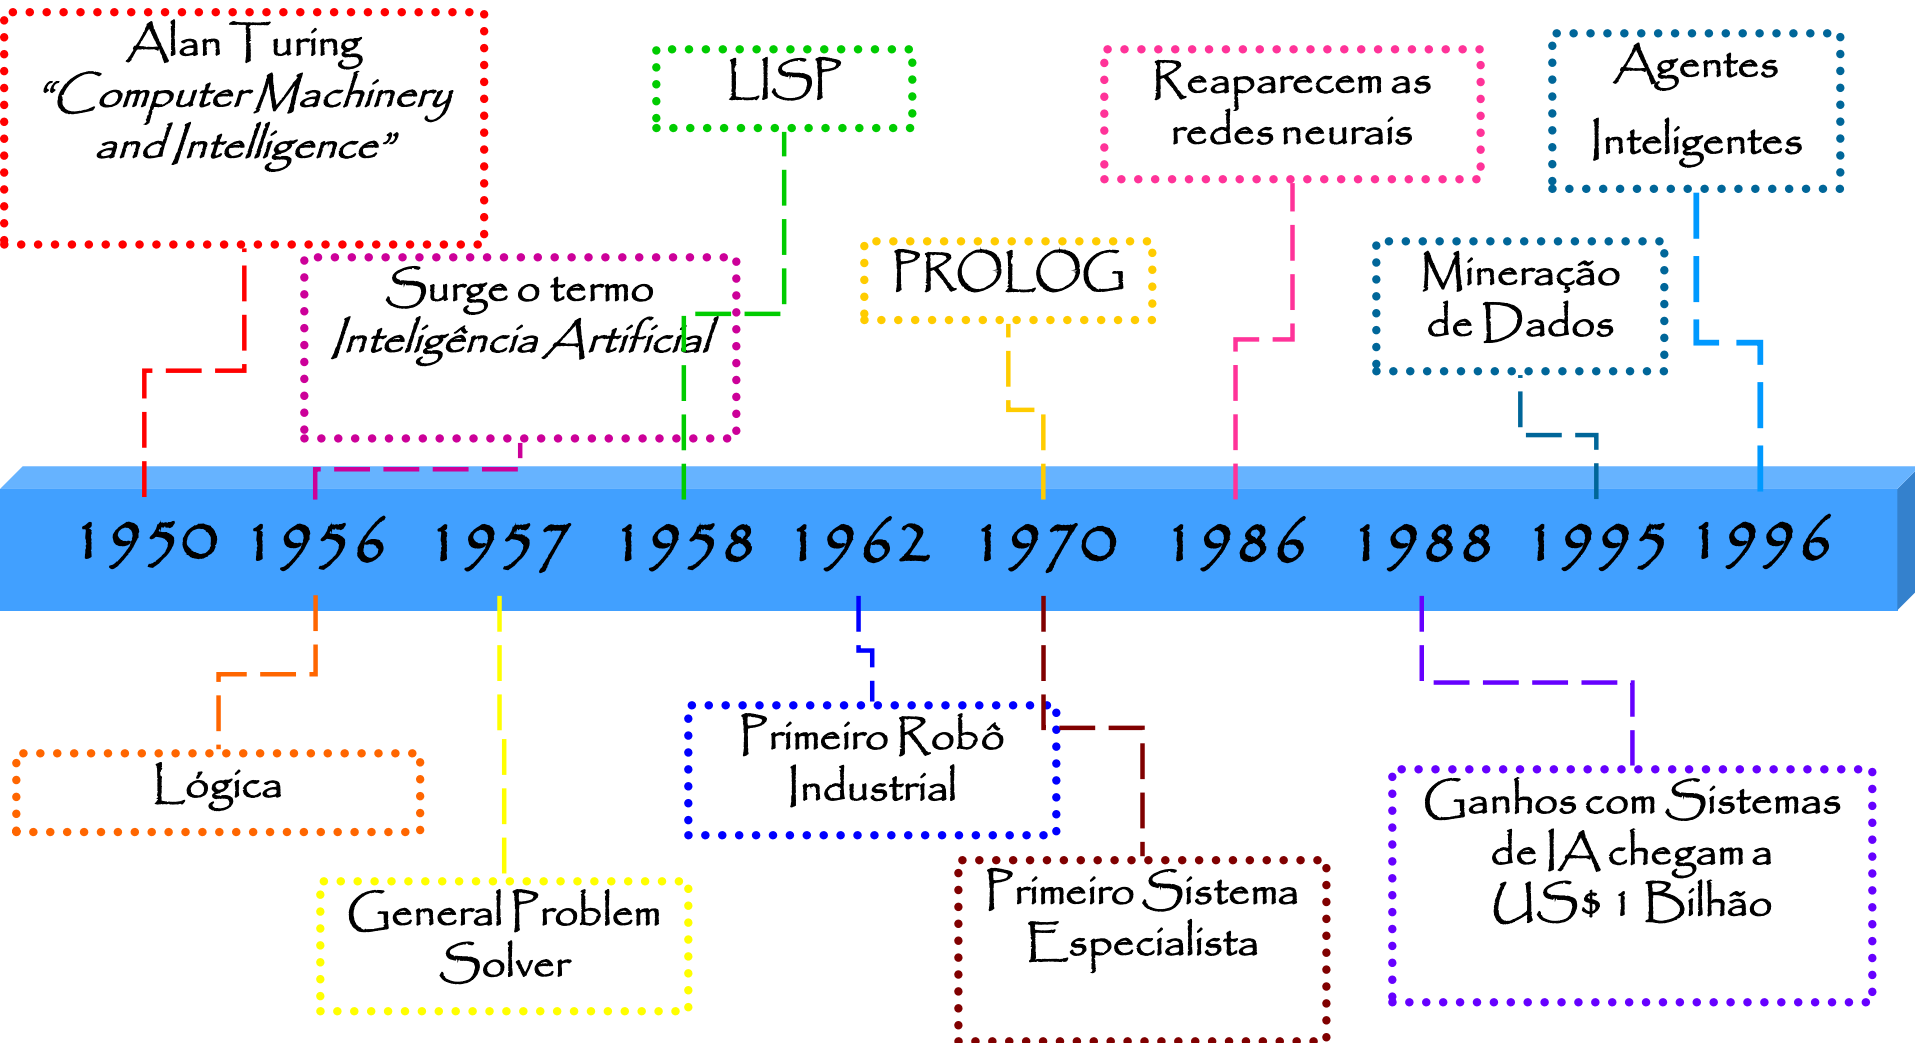 Alan Turing
“Computer Machinery
and Intelligence”
LISP
Reaparecem as
redes neurais
Agentes
Inteligentes
Surge o termo
Inteligência Artificial
PROLOG
Mineração
de Dados
1950 1956 1957 1958 1962 1970 1986 1988 1995 1996
Lógica
Primeiro Robô
Industrial
General Problem
Solver
Primeiro Sistema
Especialista
Ganhos com Sistemas
de IA chegam a
US$ 1 Bilhão